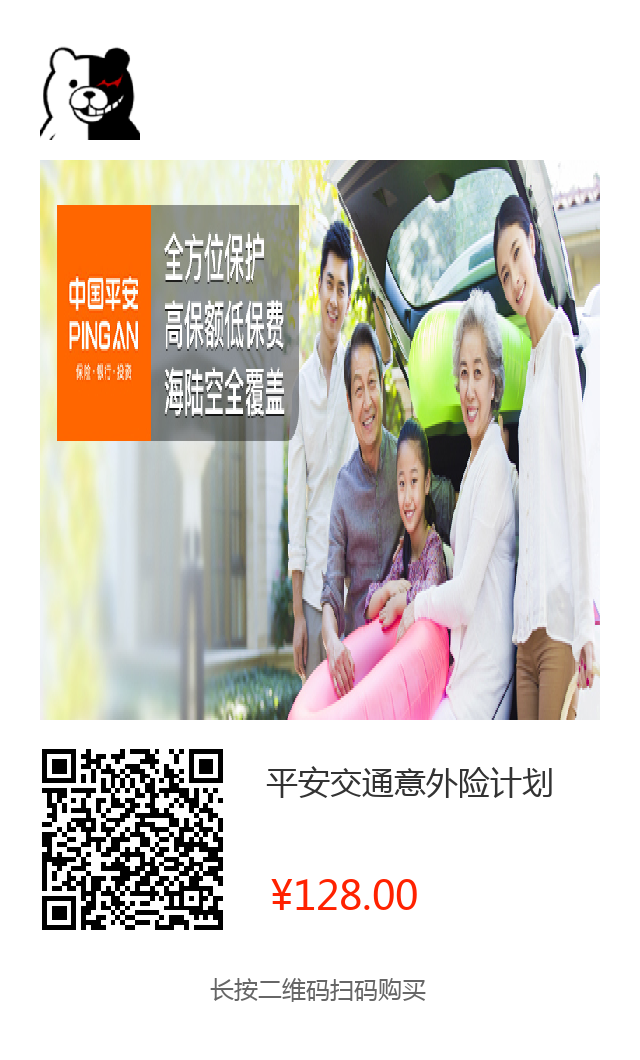 中国平安
PING AN
保险·银行·投资
全方位保护
高保额低保费
海陆空全覆盖
平安交通意外险计划
¥128.00
长按二维码扫码购买